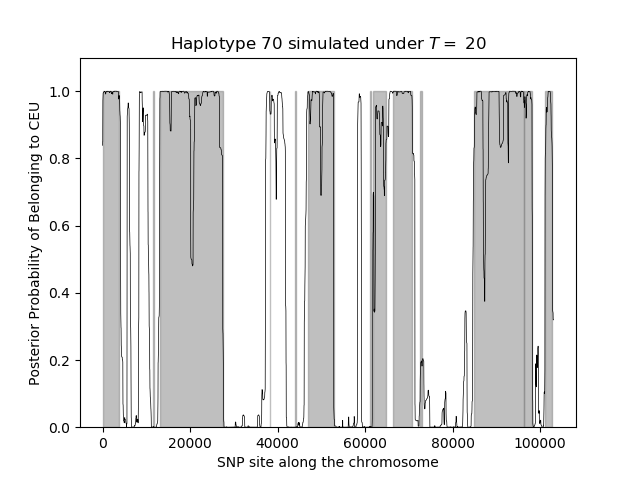 Haplotype 70 simulated under T = 20
Posterior Probability of Belonging to CEU
1.0
0.8
0.6
0.4
0.2
0.0
0 20000 40000 60000 80000 100000
SNP site along the chromosome